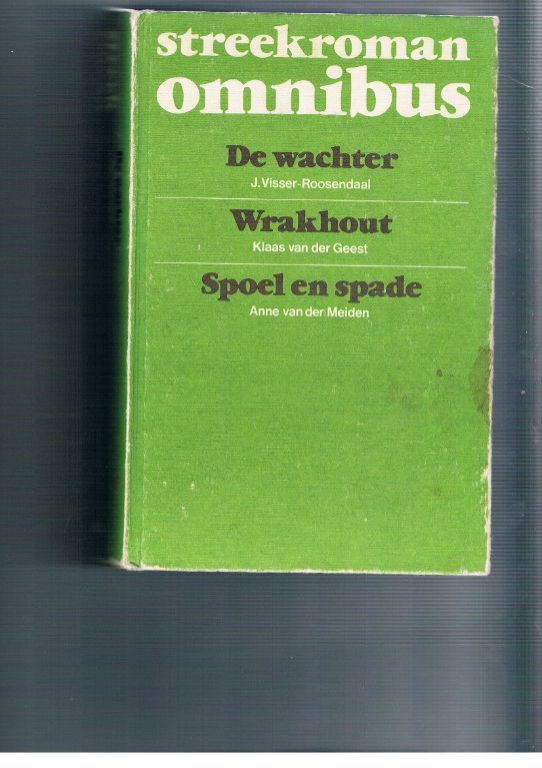 streekroman
omnibus
De wachter
J. Visser-Roosendaal
Wrakhout
Klaas van der Geest
Spoel en spade
Anne van der Meiden